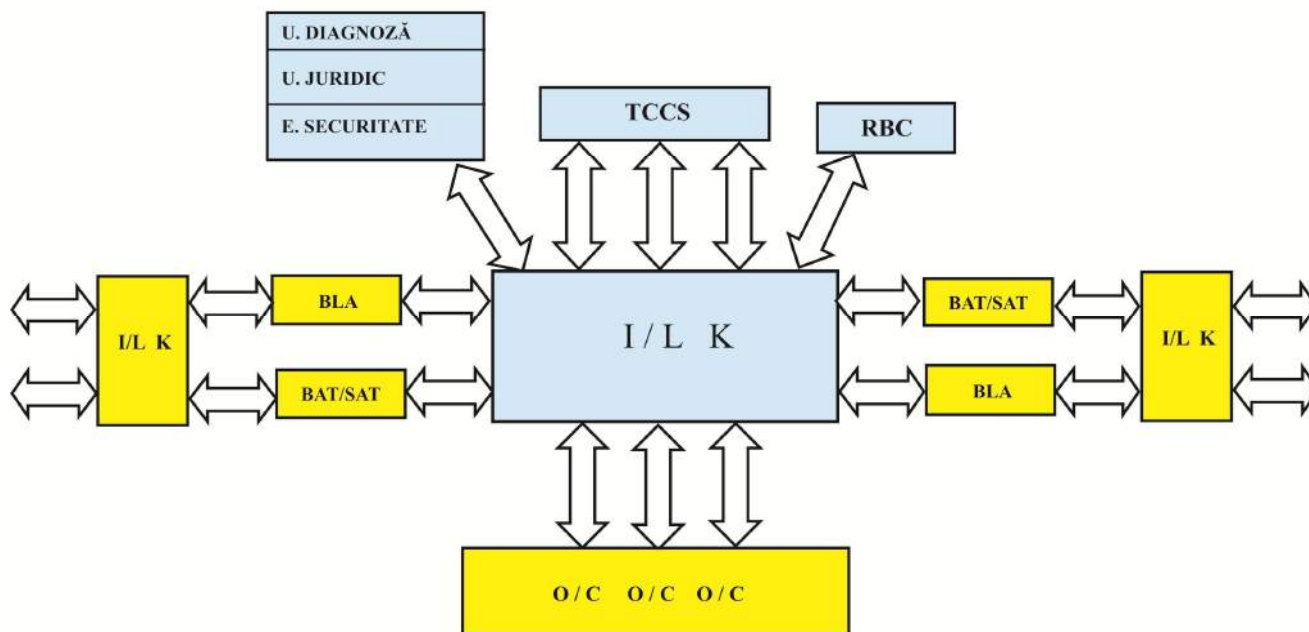 U. DIAGNOZĂ
U. JURIDIC
E. SECURITATE
TCCS
RBC
BLA
BAT/SAT
I/L K
I / L K
I/L K
BAT/SAT
BLA
O / C O / C O / C